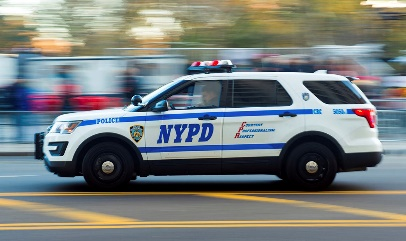 POLICE
NYPD
Courtesy
Professionalism
Respect